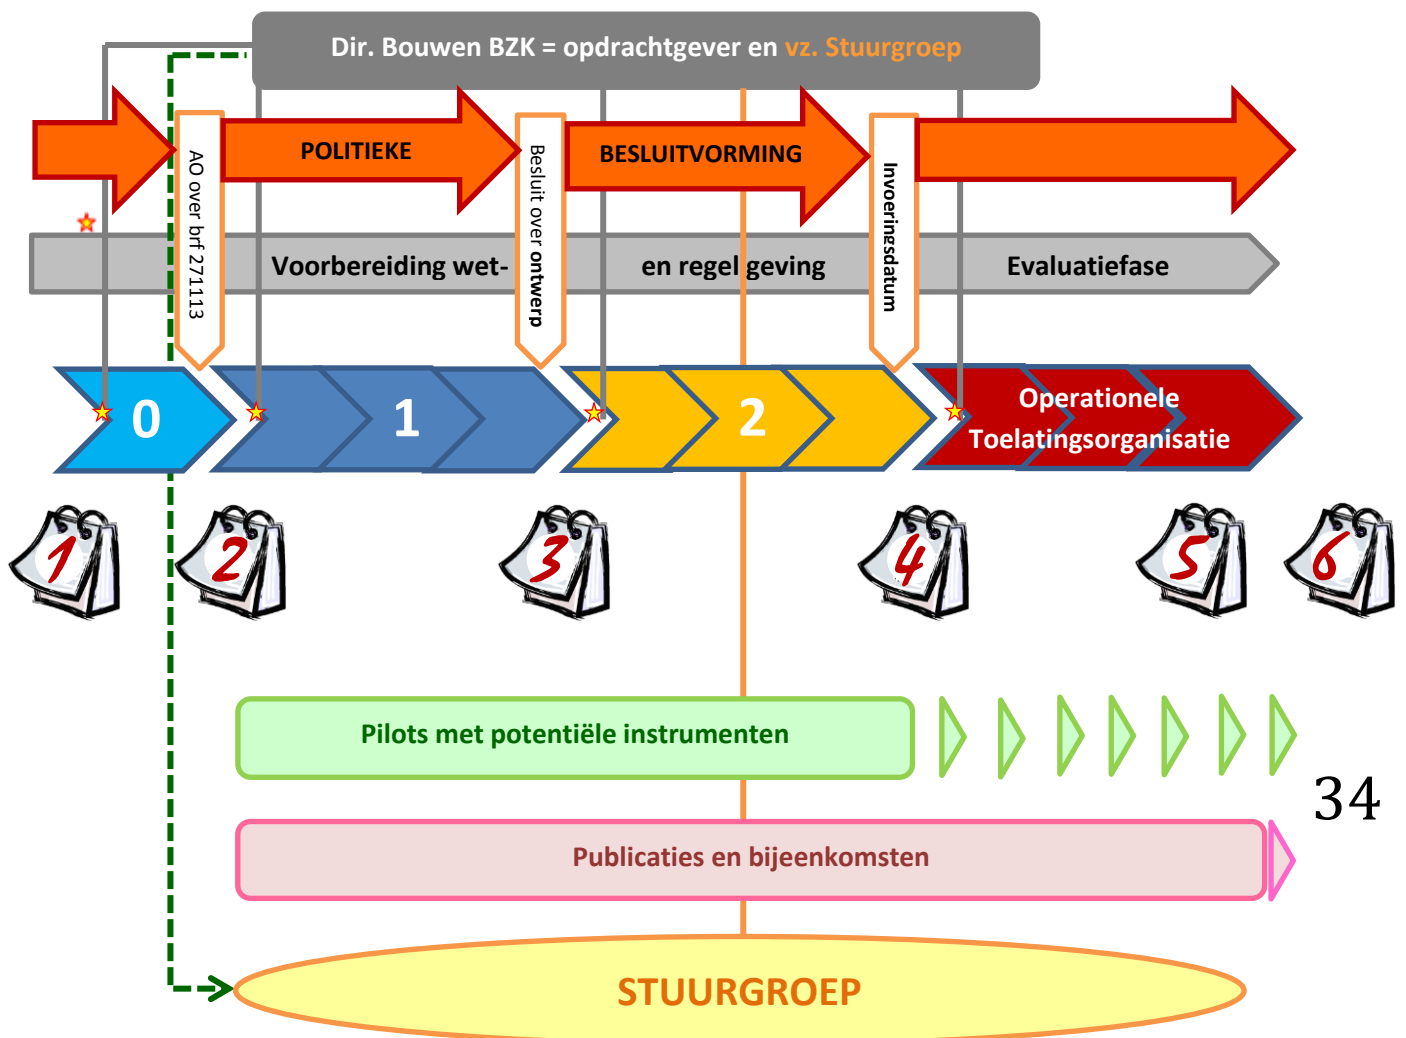 Dir. Bouwen BZK = opdrachtgever en vz. Stuurgroep
POLITIEKE
BESLUITVORMING
AO over brf 271113
Besluit over ontwerp
Invoeringsdatum
Voorbereiding wet-
en regelgeving
Evaluatiefase
0
1
2
Operationele
Toelatingsorganisatie
1
2
3
4
5
6
Pilots met potentiële instrumenten
34
Publicaties en bijeenkomsten
STUURGROEP